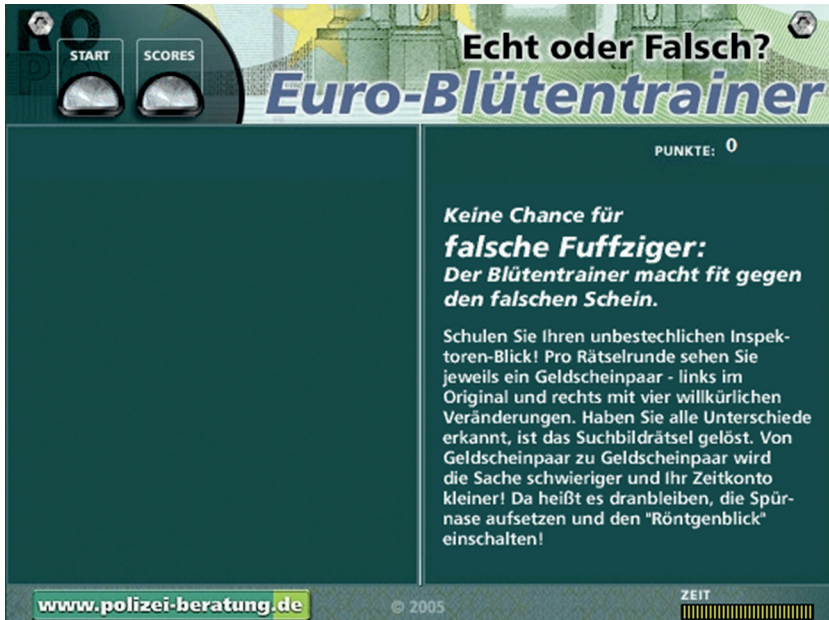 START
SCORES
Echt oder Falsch?
Euro-Blütentrainer
PUNKTE: 0
Keine Chance für
falsche Fuffziger:
Der Blütentrainer macht fit gegen
den falschen Schein.
Schulen Sie Ihren unbestechlichen Inspek-
toren-Blick! Pro Rätselrunde sehen Sie
jeweils ein Geldscheinpaar - links im
Original und rechts mit vier willkürlichen
Veränderungen. Haben Sie alle Unterschiede
erkannt, ist das Suchbildrätsel gelöst. Von
Geldscheinpaar zu Geldscheinpaar wird
die Sache schwieriger und Ihr Zeitkonto
kleiner! Da heißt es dranbleiben, die Spür-
nase aufsetzen und den "Röntgenblick"
einschalten!
www.polizei-beratung.de
© 2005
ZEIT